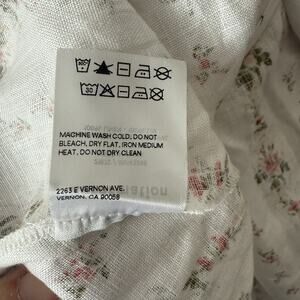 30
MACHINE WASH COLD, DO NOT
BLEACH, DRY FLAT, IRON MEDIUM
HEAT, DO NOT DRY CLEAN
2263 E VERNON AVE.
VERNON, CA 90058